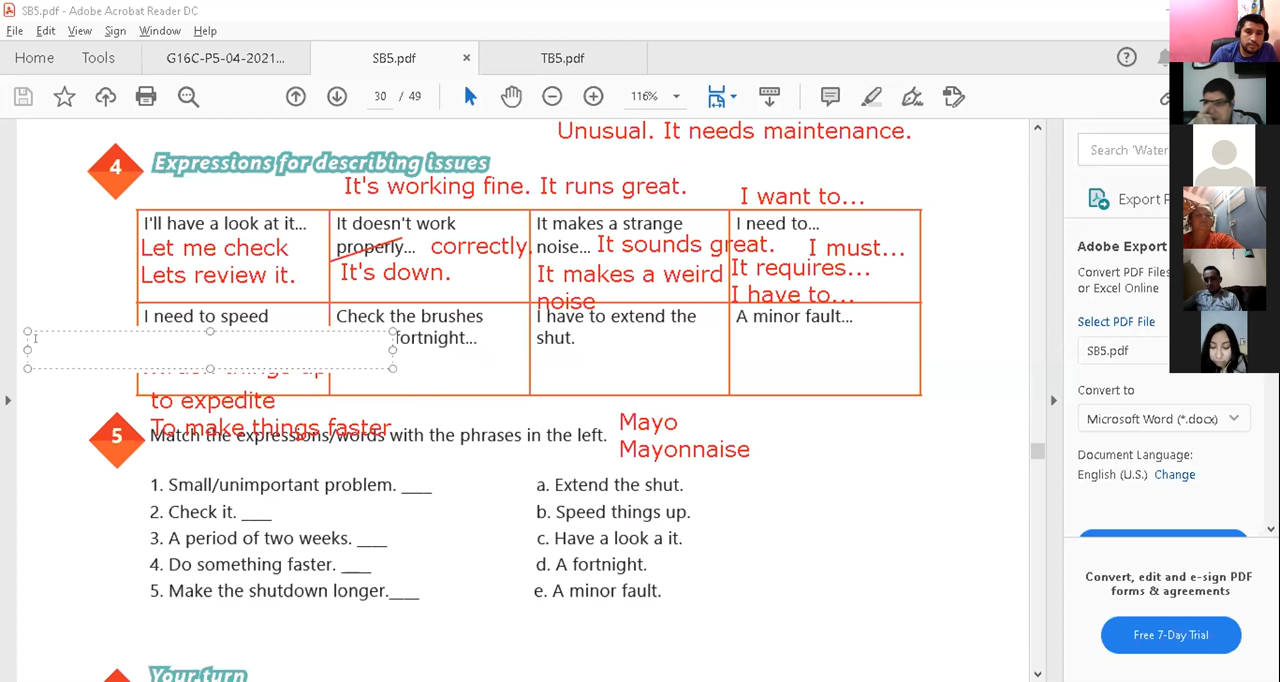 SB5.pdf - Adobe Acrobat Reader DC
File Edit View Sign Window Help
Home Tools G16C-P5-04-2021... SB5.pdf × TB5.pdf
30 / 49 116%
Unusual. It needs maintenance.
4 Expressions for describing issues
It's working fine. It runs great.
I want to...
I'll have a look at it...
Let me check
Lets review it.
It doesn't work
properly... correctly.
It's down.
It makes a strange
noise... It sounds great.
It makes a weird
noise
I need to...
I must...
It requires...
I have to...
I need to speed
Check the brushes
fortnight...
I have to extend the
shut.
A minor fault...
things up
to expedite
To make things faster
Mayo
Mayonnaise
5 Match the expressions/words with the phrases in the left.
1. Small/unimportant problem. ____
2. Check it. ____
3. A period of two weeks. ____
4. Do something faster. ____
5. Make the shutdown longer.____
a. Extend the shut.
b. Speed things up.
c. Have a look a it.
d. A fortnight.
e. A minor fault.
Your turn
Search 'Water
Export P
Adobe Export
Convert PDF Files
or Excel Online
Select PDF File
SB5.pdf
Convert to
Microsoft Word (*.docx)
Document Language:
English (U.S.) Change
Convert, edit and e-sign PDF
forms & agreements
Free 7-Day Trial